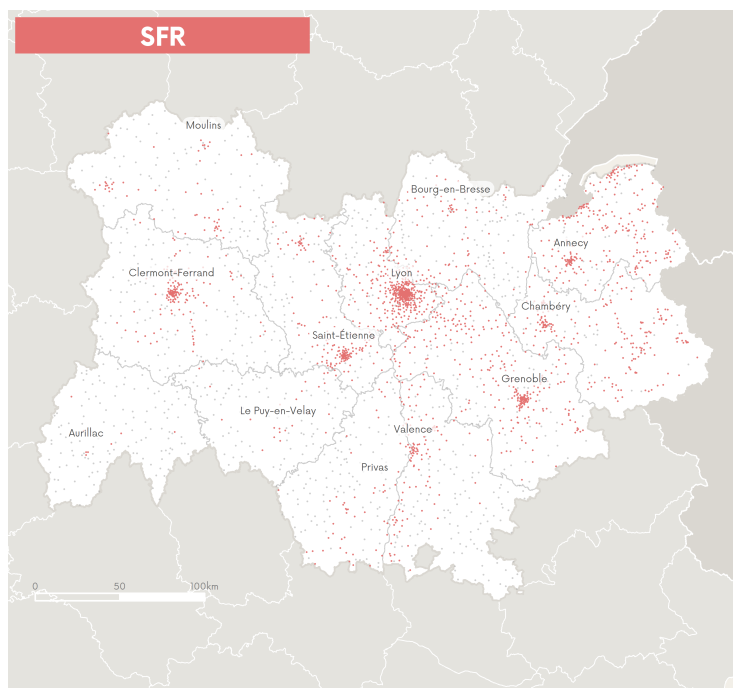 SFR
Moulins
Bourg-en-Bresse
Annecy
Clermont-Ferrand
Lyon
Chambéry
Saint-Étienne
Grenoble
Le Puy-en-Velay
Valence
Aurillac
Privas
0 50 100km